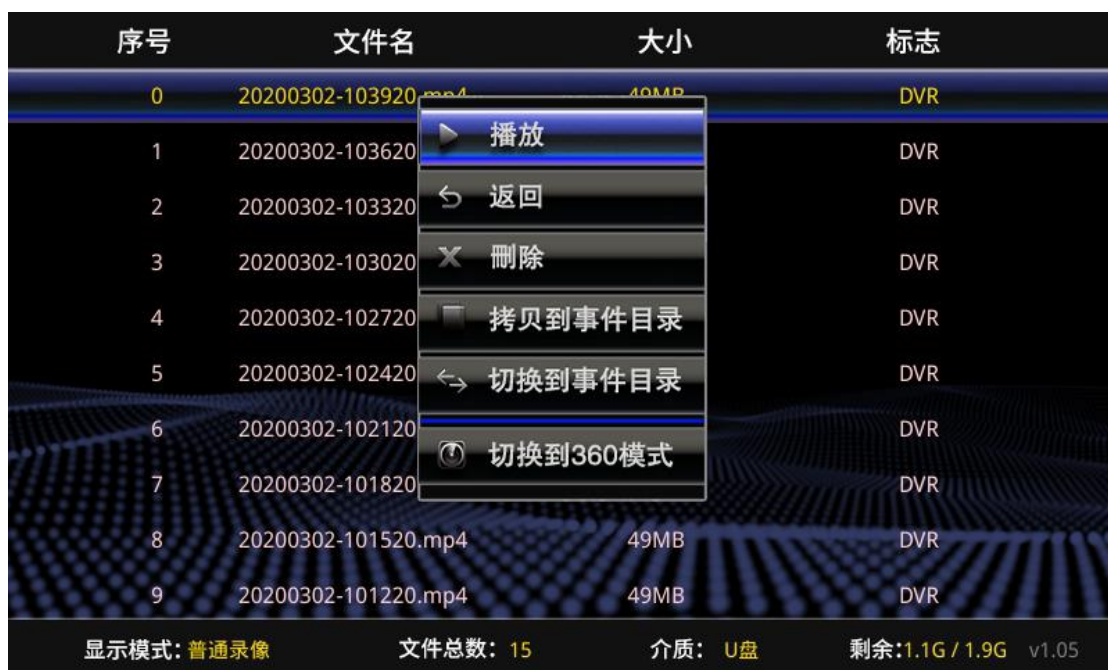 序号 文件名 大小 标志
0 20200302-103920.mp4 49MB DVR
播放
1 20200302-103620 DVR
返回
2 20200302-103320 DVR
刪除
3 20200302-103020 DVR
拷贝到事件目录
4 20200302-102720 DVR
切换到事件目录
5 20200302-102420 DVR
6 20200302-102120 DVR
切换到360模式
7 20200302-101820 DVR
8 20200302-101520.mp4 49MB DVR
9 20200302-101220.mp4 49MB DVR
显示模式: 普通录像 文件总数: 15 介质: U盘 剩余:1.1G / 1.9G v1.05